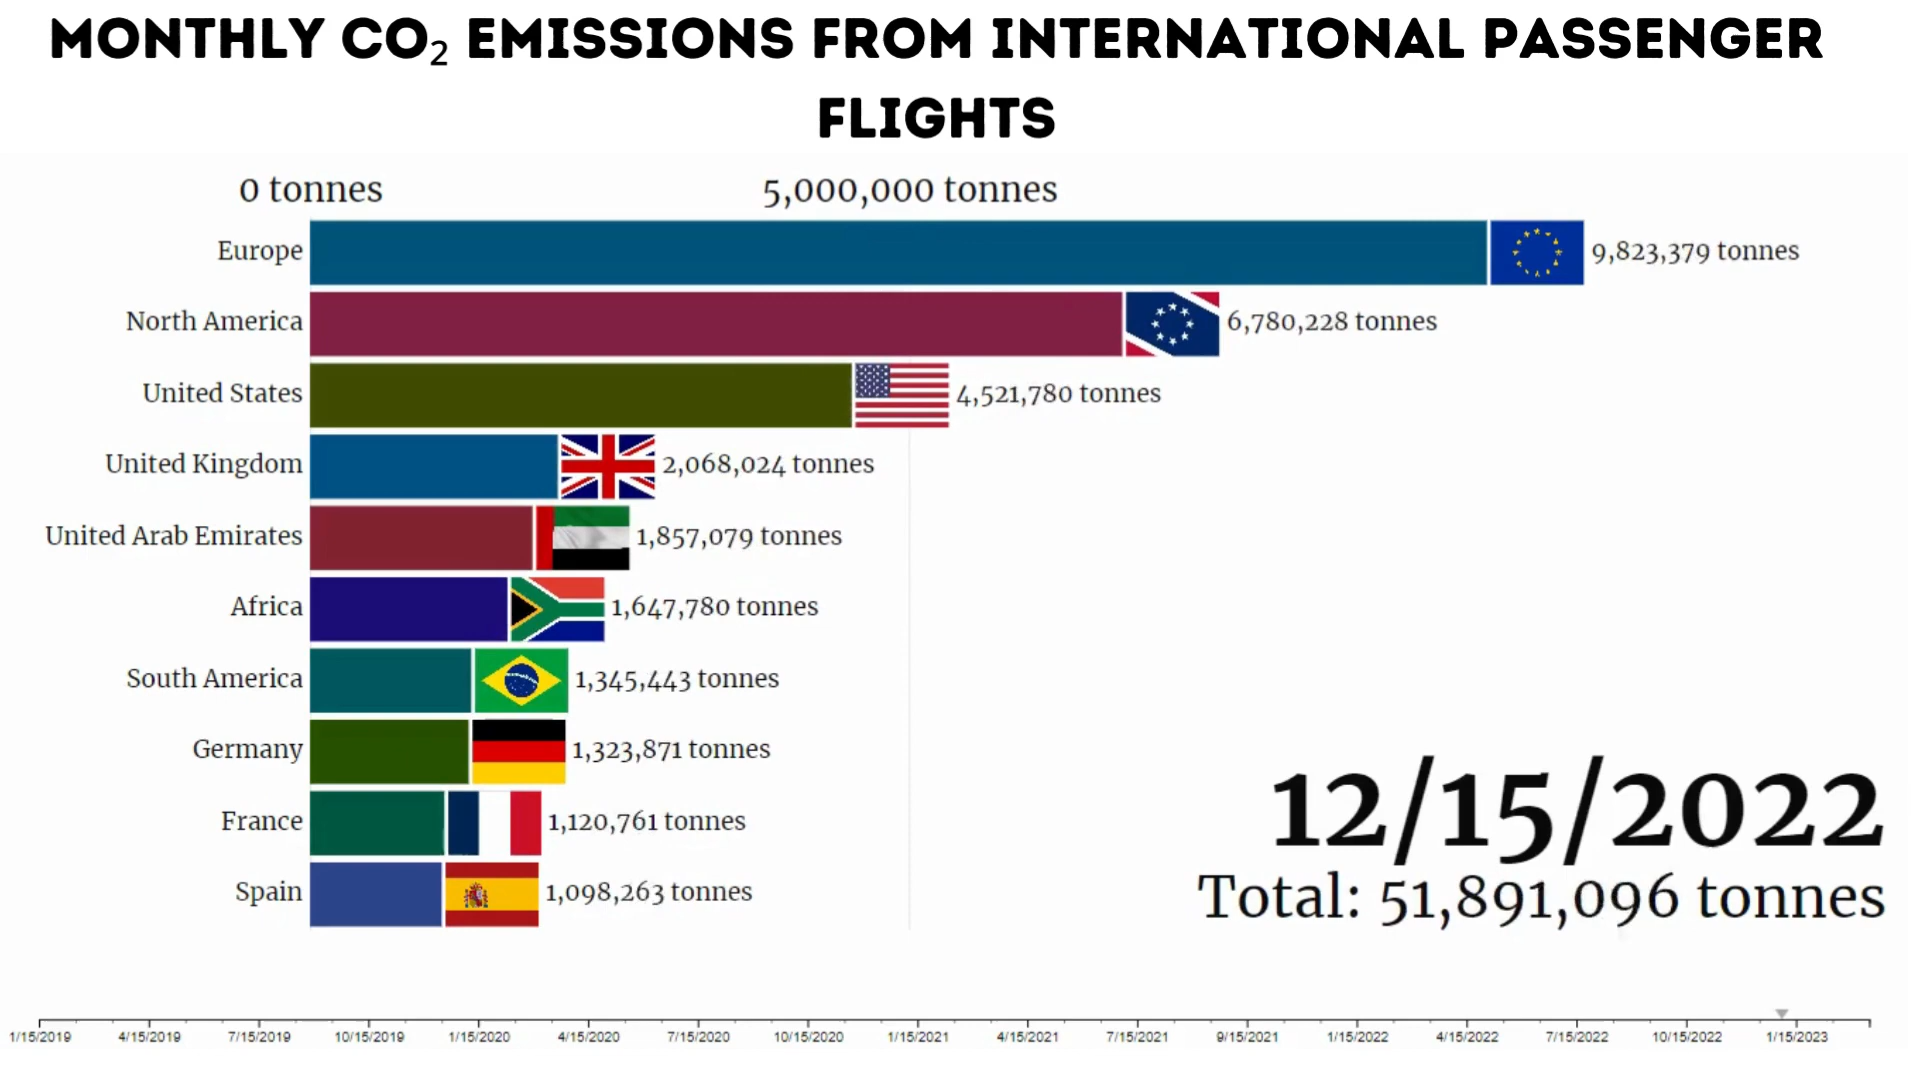 MONTHLY CO₂ EMISSIONS FROM INTERNATIONAL PASSENGER
FLIGHTS
0 tonnes 5,000,000 tonnes
Europe 9,823,379 tonnes
North America 6,780,228 tonnes
United States 4,521,780 tonnes
United Kingdom 2,068,024 tonnes
United Arab Emirates 1,857,079 tonnes
Africa 1,647,780 tonnes
South America 1,345,443 tonnes
Germany 1,323,871 tonnes
France 1,120,761 tonnes
Spain 1,098,263 tonnes
12/15/2022
Total: 51,891,096 tonnes
1/15/2019 4/15/2019 7/15/2019 10/15/2019 1/15/2020 4/15/2020 7/15/2020 10/15/2020 1/15/2021 4/15/2021 7/15/2021 9/15/2021 1/15/2022 4/15/2022 7/15/2022 10/15/2022 1/15/2023